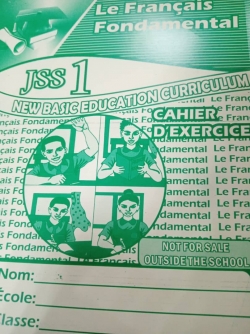 Le Français
Fondamental
JSS 1
NEW BASIC EDUCATION CURRICULUM
CAHIER
D'EXERCICE
NOT FOR SALE
OUTSIDE THE SCHOOL
Nom:
École:
Classe: